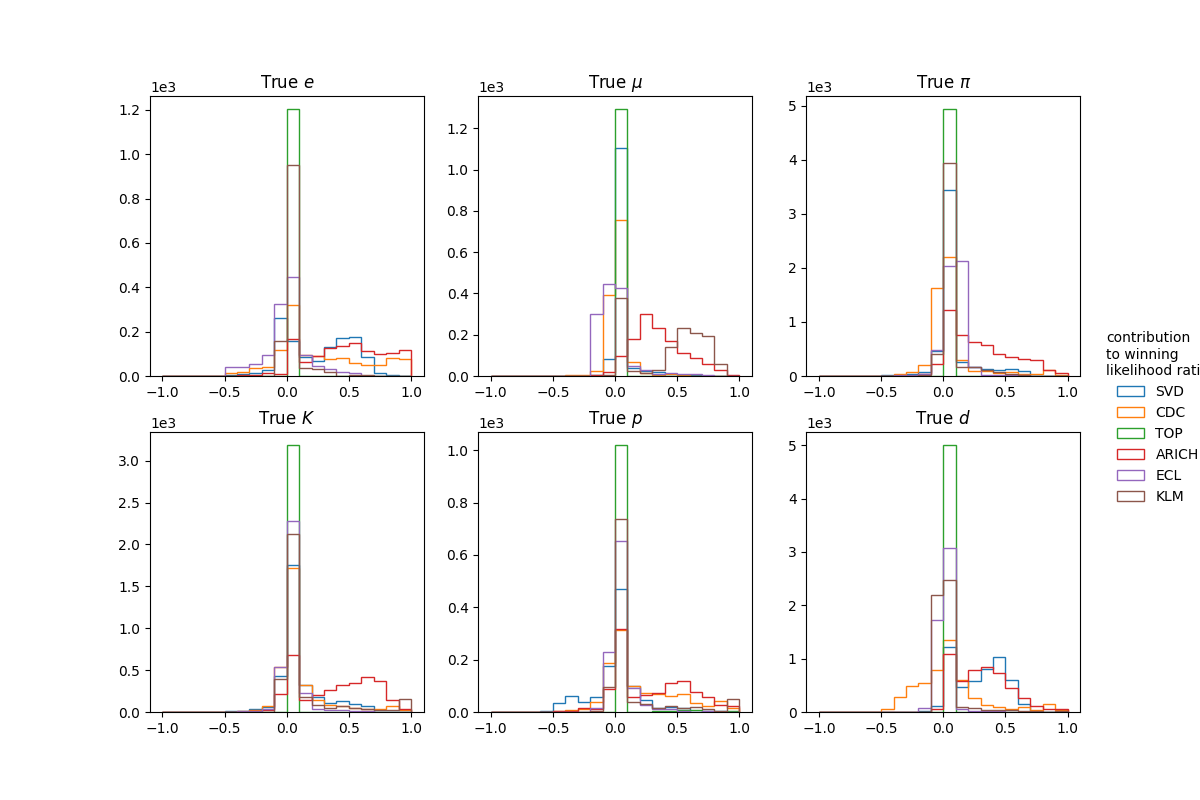 True e
1e3
1.2
1.0
0.8
0.6
0.4
0.2
0.0
−1.0 −0.5 0.0 0.5 1.0
True μ
1e3
1.2
1.0
0.8
0.6
0.4
0.2
0.0
−1.0 −0.5 0.0 0.5 1.0
True π
1e3
5
4
3
2
1
0
−1.0 −0.5 0.0 0.5 1.0
True K
1e3
3.0
2.5
2.0
1.5
1.0
0.5
0.0
−1.0 −0.5 0.0 0.5 1.0
True p
1e3
1.0
0.8
0.6
0.4
0.2
0.0
−1.0 −0.5 0.0 0.5 1.0
True d
1e3
5
4
3
2
1
0
−1.0 −0.5 0.0 0.5 1.0
contribution
to winning
likelihood rati
SVD
CDC
TOP
ARICH
ECL
KLM